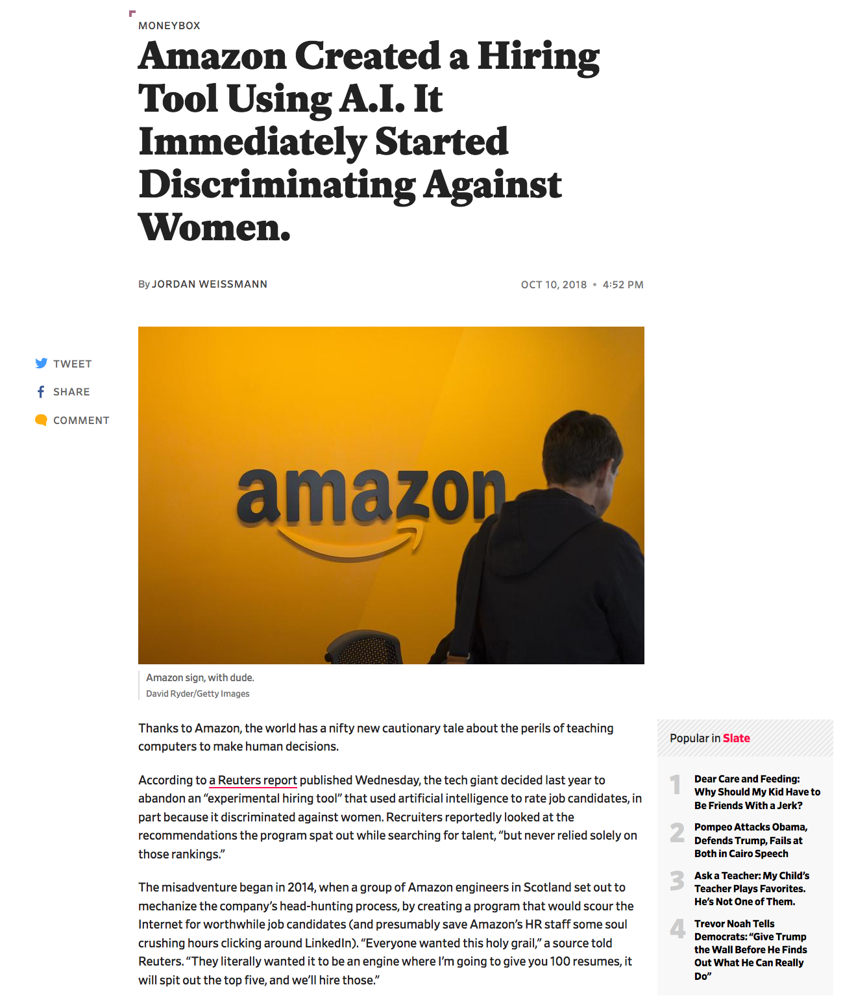 MONEYBOX
Amazon Created a Hiring
Tool Using A.I. It
Immediately Started
Discriminating Against
Women.
By JORDAN WEISSMANN
OCT 10, 2018 • 4:52 PM
TWEET
SHARE
COMMENT
amazon
Amazon sign, with dude.
David Ryder/Getty Images
Thanks to Amazon, the world has a nifty new cautionary tale about the perils of teaching
computers to make human decisions.
According to a Reuters report published Wednesday, the tech giant decided last year to
abandon an “experimental hiring tool” that used artificial intelligence to rate job candidates, in
part because it discriminated against women. Recruiters reportedly looked at the
recommendations the program spat out while searching for talent, “but never relied solely on
those rankings.”
The misadventure began in 2014, when a group of Amazon engineers in Scotland set out to
mechanize the company’s head-hunting process, by creating a program that would scour the
Internet for worthwhile job candidates (and presumably save Amazon’s HR staff some soul
crushing hours clicking around LinkedIn). “Everyone wanted this holy grail,” a source told
Reuters. “They literally wanted it to be an engine where I’m going to give you 100 resumes, it
will spit out the top five, and we’ll hire those.”
Popular in Slate
1 Dear Care and Feeding:
Why Should My Kid Have to
Be Friends With a Jerk?
2 Pompeo Attacks Obama,
Defends Trump, Fails at
Both in Cairo Speech
3 Ask a Teacher: My Child’s
Teacher Plays Favorites.
He’s Not One of Them.
4 Trevor Noah Tells
Democrats: “Give Trump
the Wall Before He Finds
Out What He Can Really
Do”